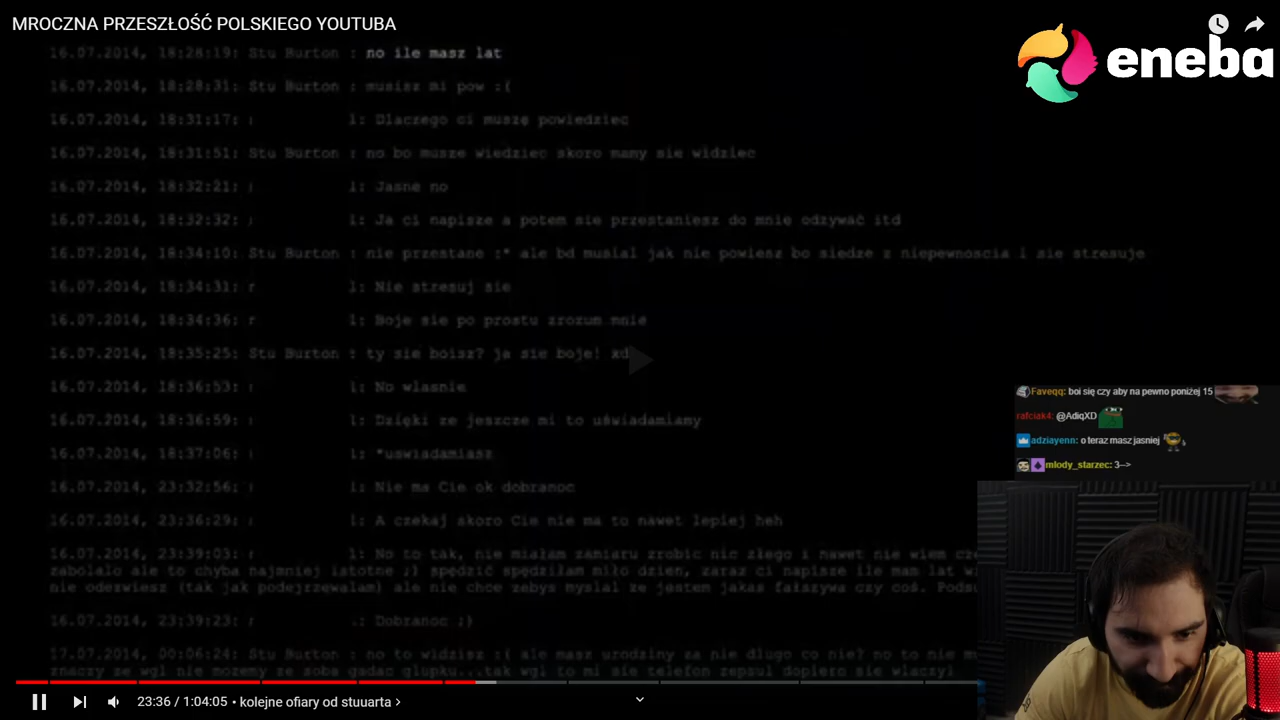 MROCZNA PRZESZŁOŚĆ POLSKIEGO YOUTUBA
eneba
16.07.2014, 18:28:19: Stu Burton : no ile masz lat
16.07.2014, 18:28:31: Stu Burton : musisz mi pow :(
16.07.2014, 18:31:17: l: Dlaczego ci muszę powiedziec
16.07.2014, 18:31:51: Stu Burton : no bo musze wiedziec skoro mamy sie widziec
16.07.2014, 18:32:21: l: Jasne no
16.07.2014, 18:32:32: l: Ja ci napisze a potem sie przestaniesz do mnie odzywać itd
16.07.2014, 18:34:10: Stu Burton : nie przestane :* ale bd musial jak nie powiesz bo siedze z niepewnoscia i sie stresuje
16.07.2014, 18:34:31: r l: Nie stresuj sie
16.07.2014, 18:34:36: r l: Boje sie po prostu zrozum mnie
16.07.2014, 18:35:25: Stu Burton : ty sie boisz? ja sie boje! xd
16.07.2014, 18:36:53: l: No wlasnie
16.07.2014, 18:36:59: l: Dzięki ze jeszcze mi to uświadamiamy
16.07.2014, 18:37:06: l: *uswiadamiasz
16.07.2014, 23:32:56: l: Nie ma Cie ok dobranoc
16.07.2014, 23:36:29: l: A czekaj skoro Cie nie ma to nawet lepiej heh
16.07.2014, 23:39:03: r l: No to tak, nie miałam zamiaru zrobic nic złego i nawet nie wiem
zabolalo ale to chyba najmniej istotne ;) spędzić spędziłam miło dzien, zaraz ci napisze ile mam lat
nie odezwiesz (tak jak podejrzewalam) ale nie chce zebys myslal ze jestem jakas fałszywa czy coś.
16.07.2014, 23:39:23: r .: Dobranoc ;)
17.07.2014, 00:06:24: Stu Burton : no to widzisz :( ale masz urodziny za nie dlugo co nie? no to nie
znaczy ze wgl nie mozemy ze soba gadac glupku...tak wgl to mi sie telefon zepsul dopiero sie wlaczyl
Faveqq: boi się czy aby na pewno poniżej 15
rafciak4: @AdiqXD
adziayenn: o teraz masz jasniej
mlody_starzec: 3-->
23:36 / 1:04:05 • kolejne ofiary od stuuarta >